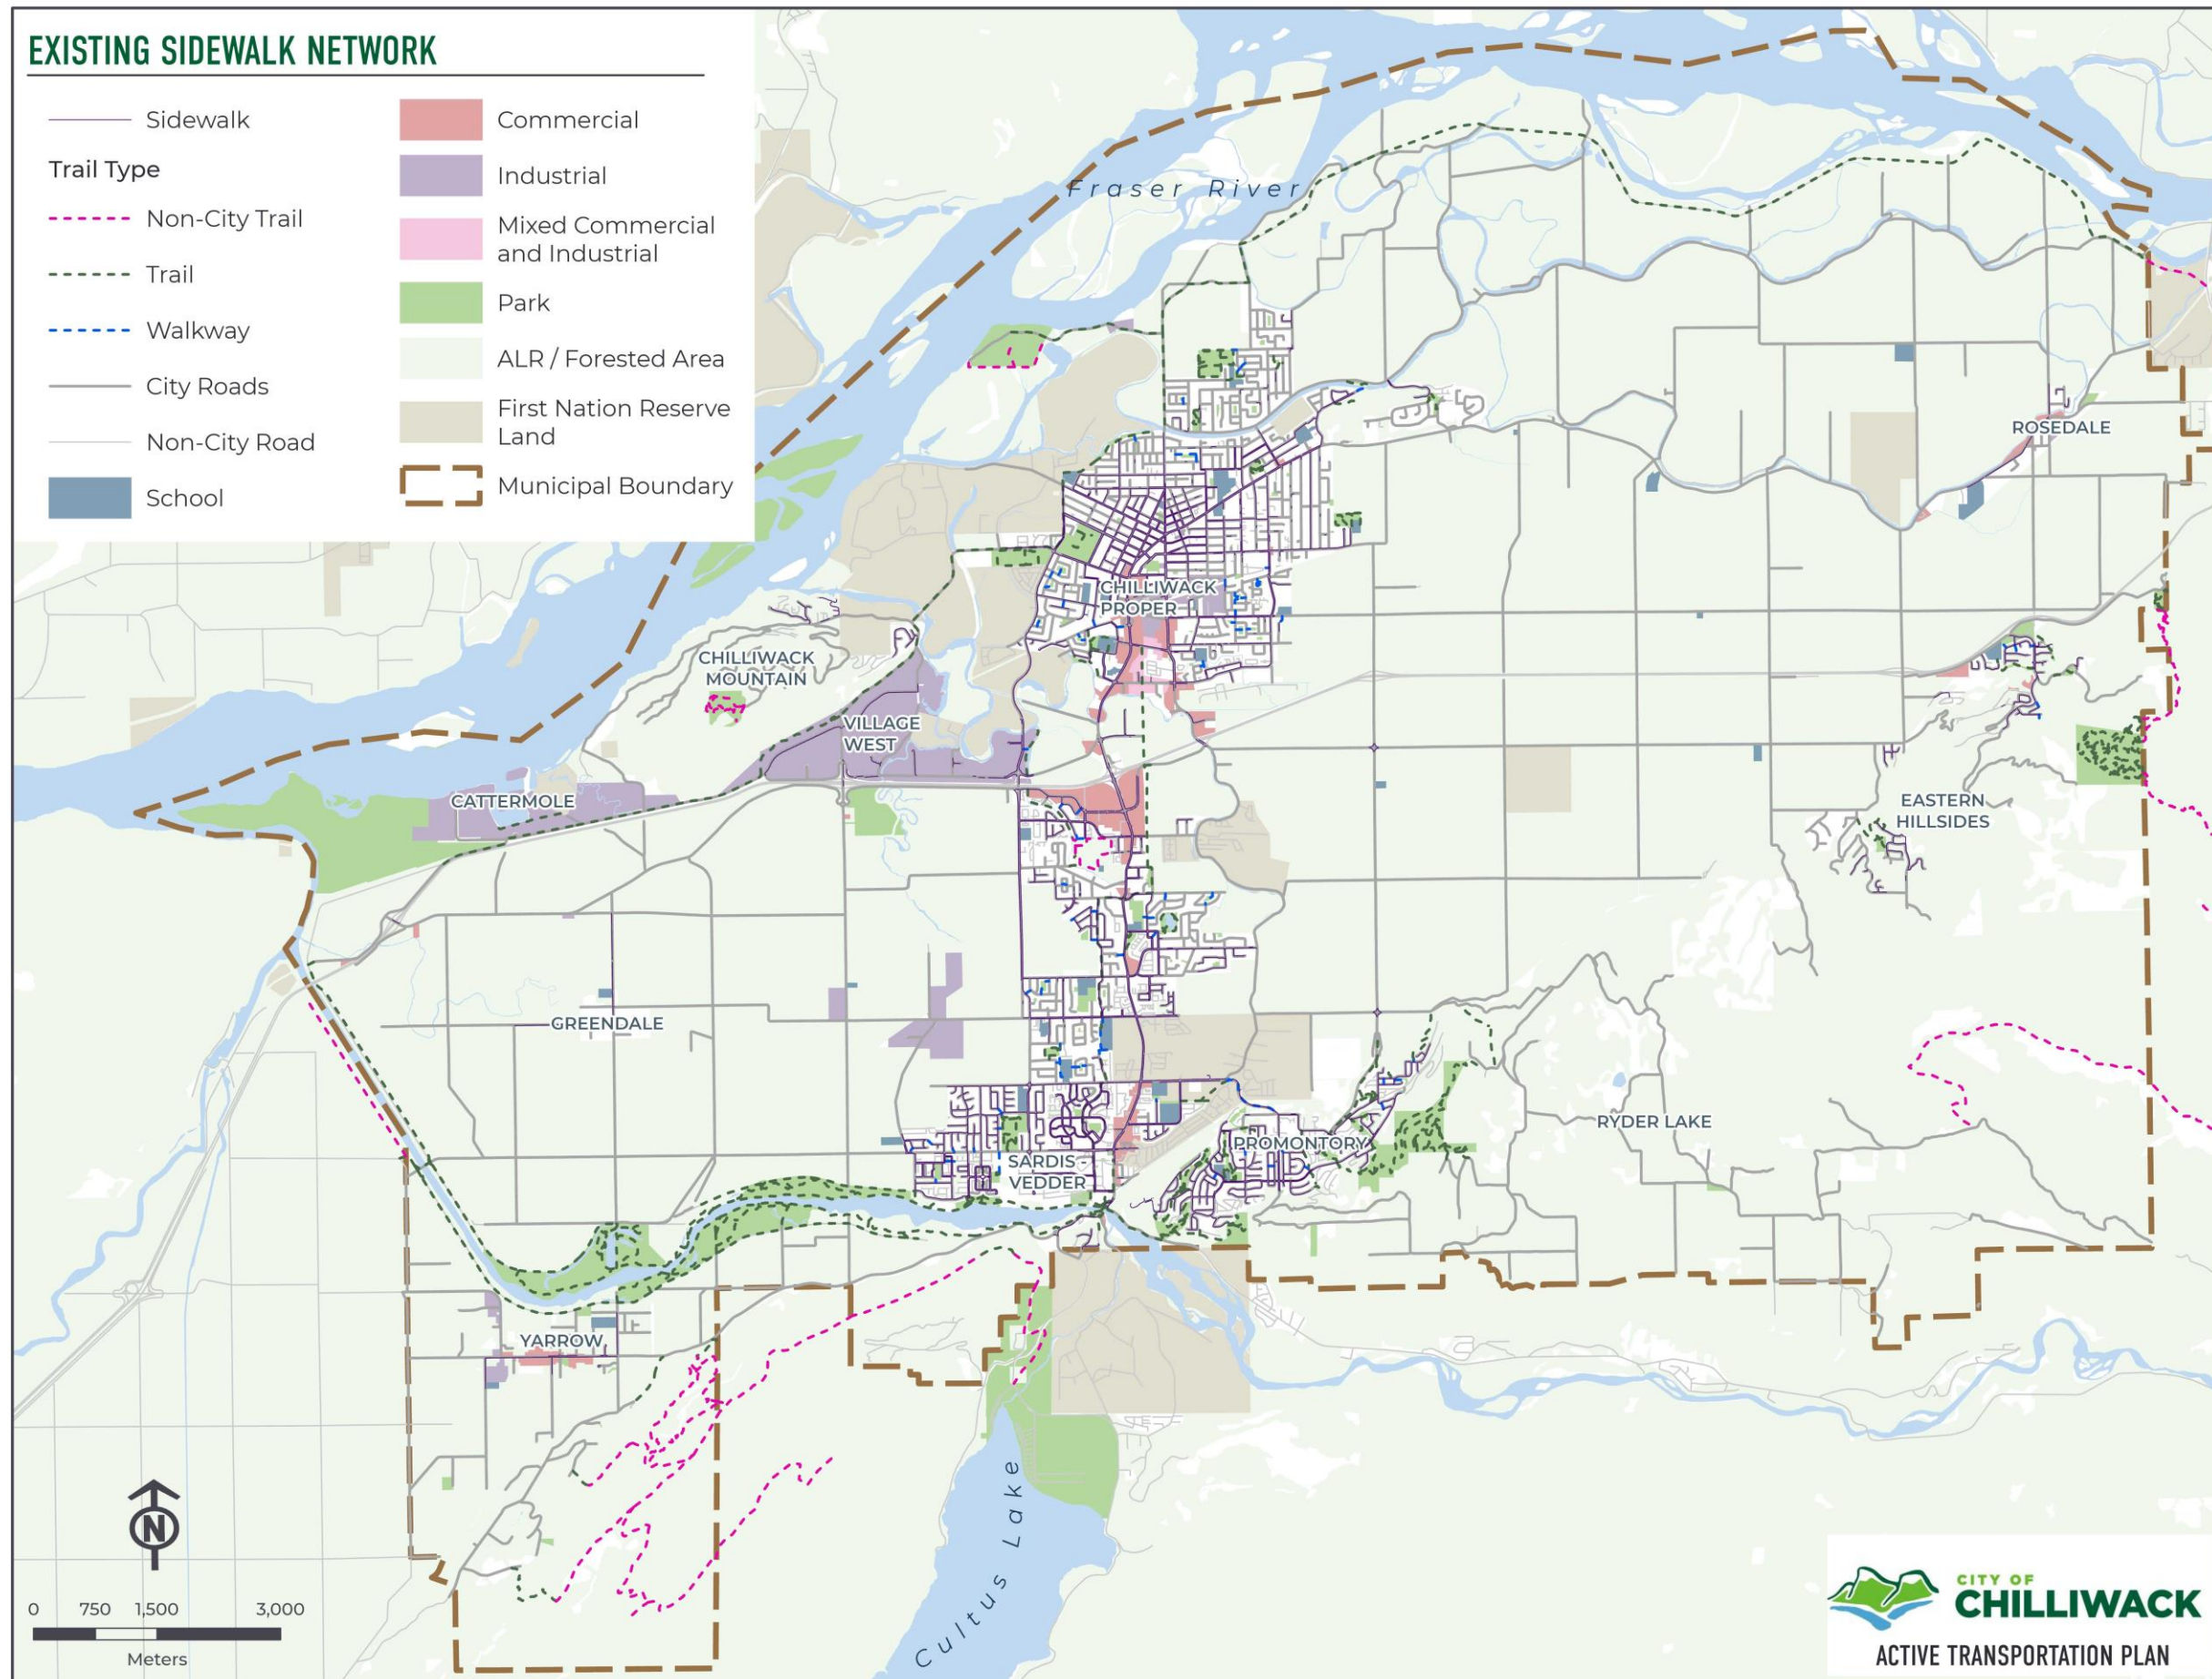 EXISTING SIDEWALK NETWORK
Sidewalk
Trail Type
Non-City Trail
Trail
Walkway
City Roads
Non-City Road
School
Commercial
Industrial
Mixed Commercial
and Industrial
Park
ALR / Forested Area
First Nation Reserve
Land
Municipal Boundary
Fraser River
ROSEDALE
CHILLIWACK
PROPER
CHILLIWACK
MOUNTAIN
VILLAGE
WEST
CATTERMOLE
EASTERN
HILLSIDES
GREENDALE
RYDER LAKE
PROMONTORY
SARDIS
VEDDER
YARROW
Cultus Lake
N
0 750 1,500 3,000
Meters
CITY OF
CHILLIWACK
ACTIVE TRANSPORTATION PLAN